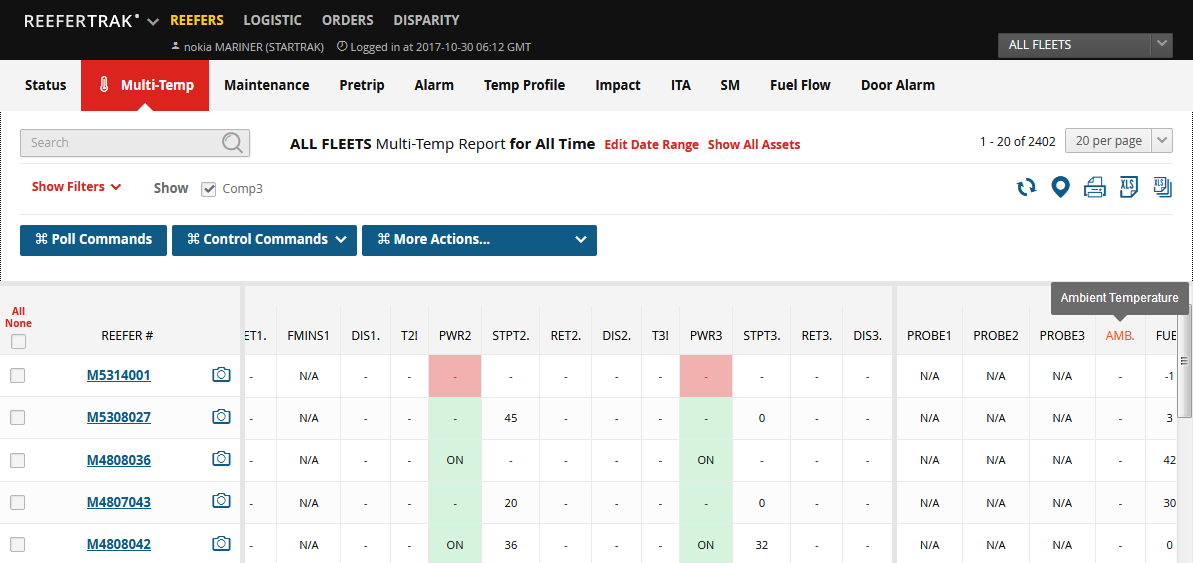 REEFERTRAK REEFERS LOGISTIC ORDERS DISPARITY
nokia MARINER (STARTRAK) Logged in at 2017-10-30 06:12 GMT
ALL FLEETS
Status Multi-Temp Maintenance Pretrip Alarm Temp Profile Impact ITA SM Fuel Flow Door Alarm
Search ALL FLEETS Multi-Temp Report for All Time Edit Date Range Show All Assets 1 - 20 of 2402 20 per page
Show Filters Show Comp3
XLS XLS
⌘ Poll Commands ⌘ Control Commands ⌘ More Actions...
Ambient Temperature
All
None
REEFER # ET1. FMINS1 DIS1. T2! PWR2 STPT2. RET2. DIS2. T3! PWR3 STPT3. RET3. DIS3. PROBE1 PROBE2 PROBE3 AMB. FUE
M5314001 - N/A - - - - - - - - - - - N/A N/A N/A - -1
M5308027 - N/A - - - 45 - - - - 0 - - N/A N/A N/A - 3
M4808036 - N/A - - ON - - - - ON - - - N/A N/A N/A - 42
M4807043 - N/A - - - 20 - - - - 0 - - N/A N/A N/A - 30
M4808042 - N/A - - ON 36 - - - ON 32 - - N/A N/A N/A - 0